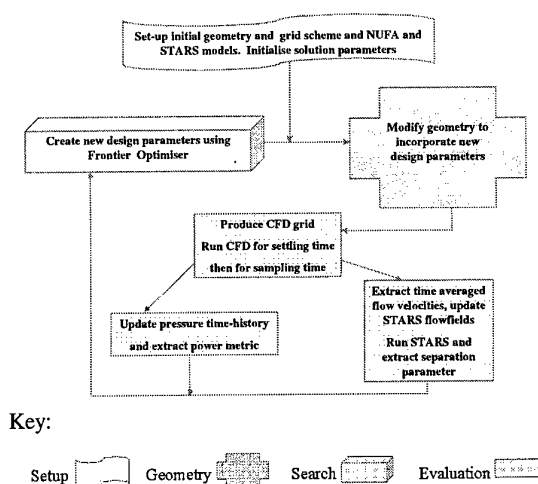 Set-up initial geometry and grid scheme and NUFA and
STARS models. Initialise solution parameters
Create new design parameters using
Frontier Optimiser
Modify geometry to
incorporate new
design parameters
Produce CFD grid
Run CFD for settling time
then for sampling time
Update pressure time-history
and extract power metric
Extract time averaged
flow velocities, update
STARS flowfields
Run STARS and
extract separation
parameter
Key:
Setup Geometry Search Evaluation